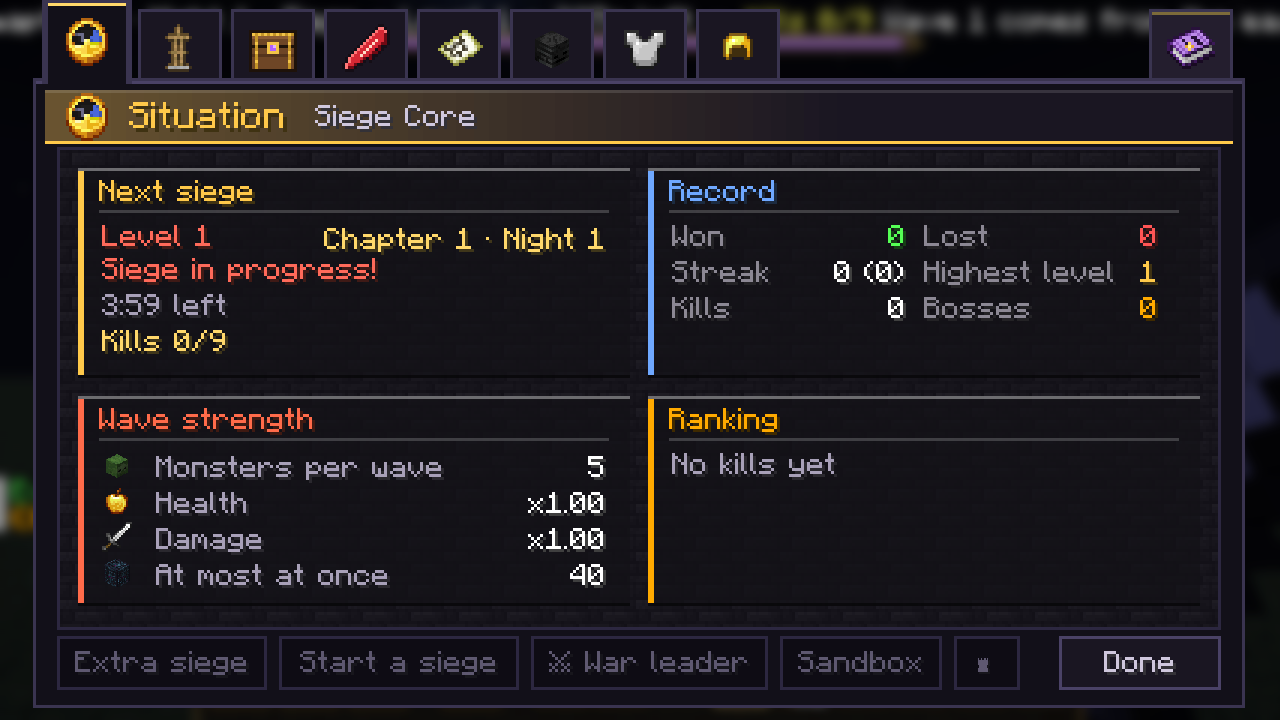 Situation Siege Core
Next siege
Level 1 Chapter 1 · Night 1
Siege in progress!
3:59 left
Kills 0/9
Record
Won 0 Lost 0
Streak 0 (0) Highest level 1
Kills 0 Bosses 0
Wave strength
Monsters per wave 5
Health x1.00
Damage x1.00
At most at once 40
Ranking
No kills yet
Extra siege Start a siege War leader Sandbox Done